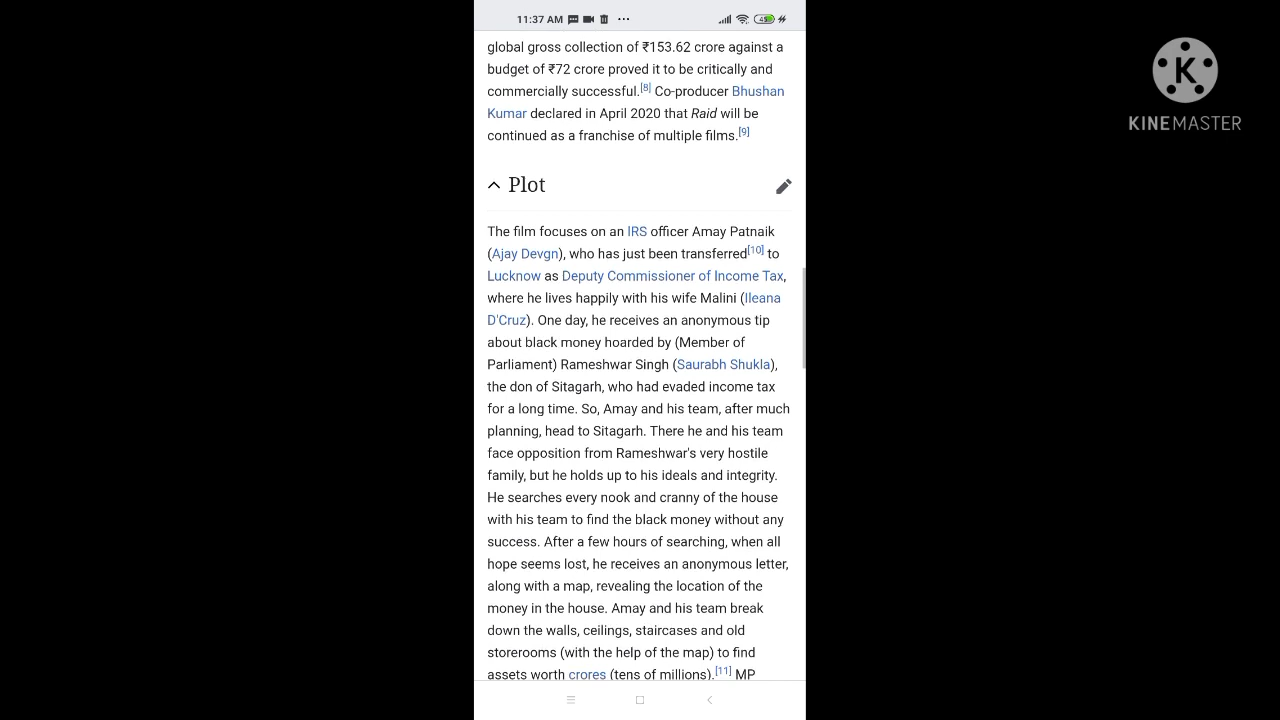 11:37 AM
45
global gross collection of ₹153.62 crore against a
budget of ₹72 crore proved it to be critically and
commercially successful.[8] Co-producer Bhushan
Kumar declared in April 2020 that Raid will be
continued as a franchise of multiple films.[9]
Plot
The film focuses on an IRS officer Amay Patnaik
(Ajay Devgn), who has just been transferred[10] to
Lucknow as Deputy Commissioner of Income Tax,
where he lives happily with his wife Malini (Ileana
D'Cruz). One day, he receives an anonymous tip
about black money hoarded by (Member of
Parliament) Rameshwar Singh (Saurabh Shukla),
the don of Sitagarh, who had evaded income tax
for a long time. So, Amay and his team, after much
planning, head to Sitagarh. There he and his team
face opposition from Rameshwar's very hostile
family, but he holds up to his ideals and integrity.
He searches every nook and cranny of the house
with his team to find the black money without any
success. After a few hours of searching, when all
hope seems lost, he receives an anonymous letter,
along with a map, revealing the location of the
money in the house. Amay and his team break
down the walls, ceilings, staircases and old
storerooms (with the help of the map) to find
assets worth crores (tens of millions).[11] MP
K
KINEMASTER